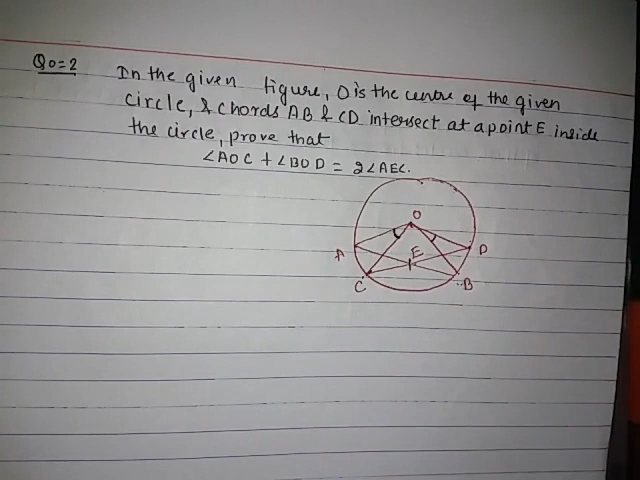 Qo=2
In the given figure, O is the centre of the given
circle, & chords AB & CD intersect at a point E inside
the circle, prove that
∠AOC + ∠BOD = 2∠AEC.
O
A
E
D
C
B